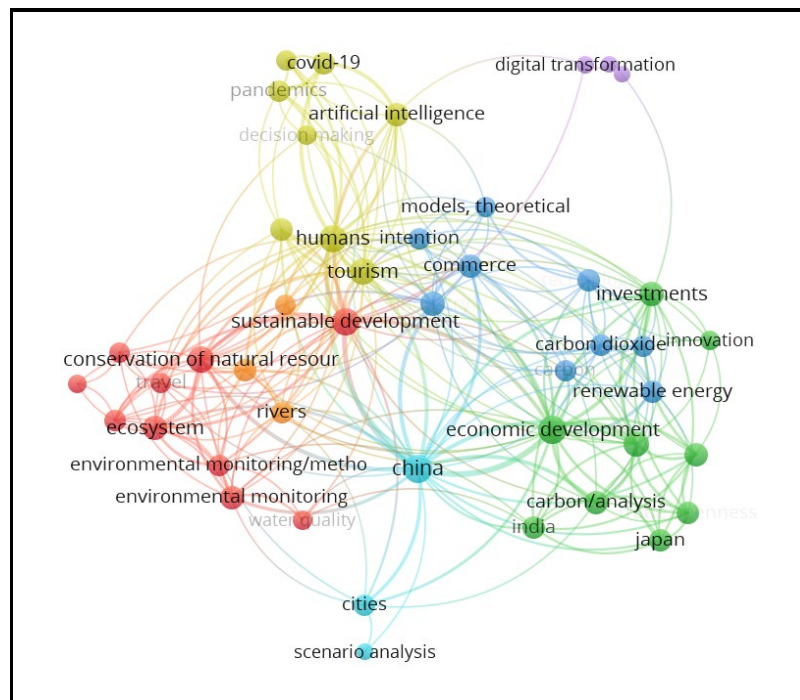 covid-19
digital transformation
pandemics
artificial intelligence
decision making
models, theoretical
humans
intention
commerce
tourism
investments
sustainable development
carbon dioxide
innovation
conservation of natural resour
carbon
travel
renewable energy
rivers
ecosystem
economic development
environmental monitoring/metho
china
environmental monitoring
carbon/analysis
water quality
india
japan
cities
scenario analysis